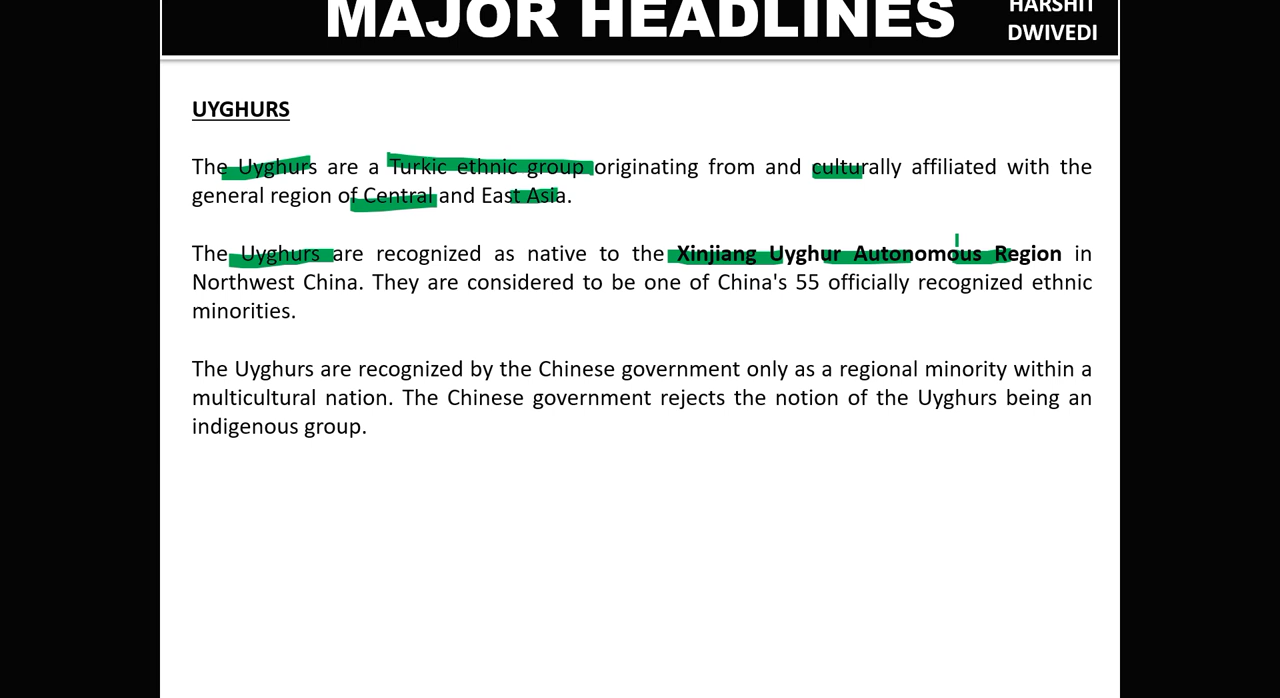 MAJOR HEADLINES
HARSHIT
DWIVEDI
UYGHURS
The Uyghurs are a Turkic ethnic group originating from and culturally affiliated with the
general region of Central and East Asia.
The Uyghurs are recognized as native to the Xinjiang Uyghur Autonomous Region in
Northwest China. They are considered to be one of China's 55 officially recognized ethnic
minorities.
The Uyghurs are recognized by the Chinese government only as a regional minority within a
multicultural nation. The Chinese government rejects the notion of the Uyghurs being an
indigenous group.